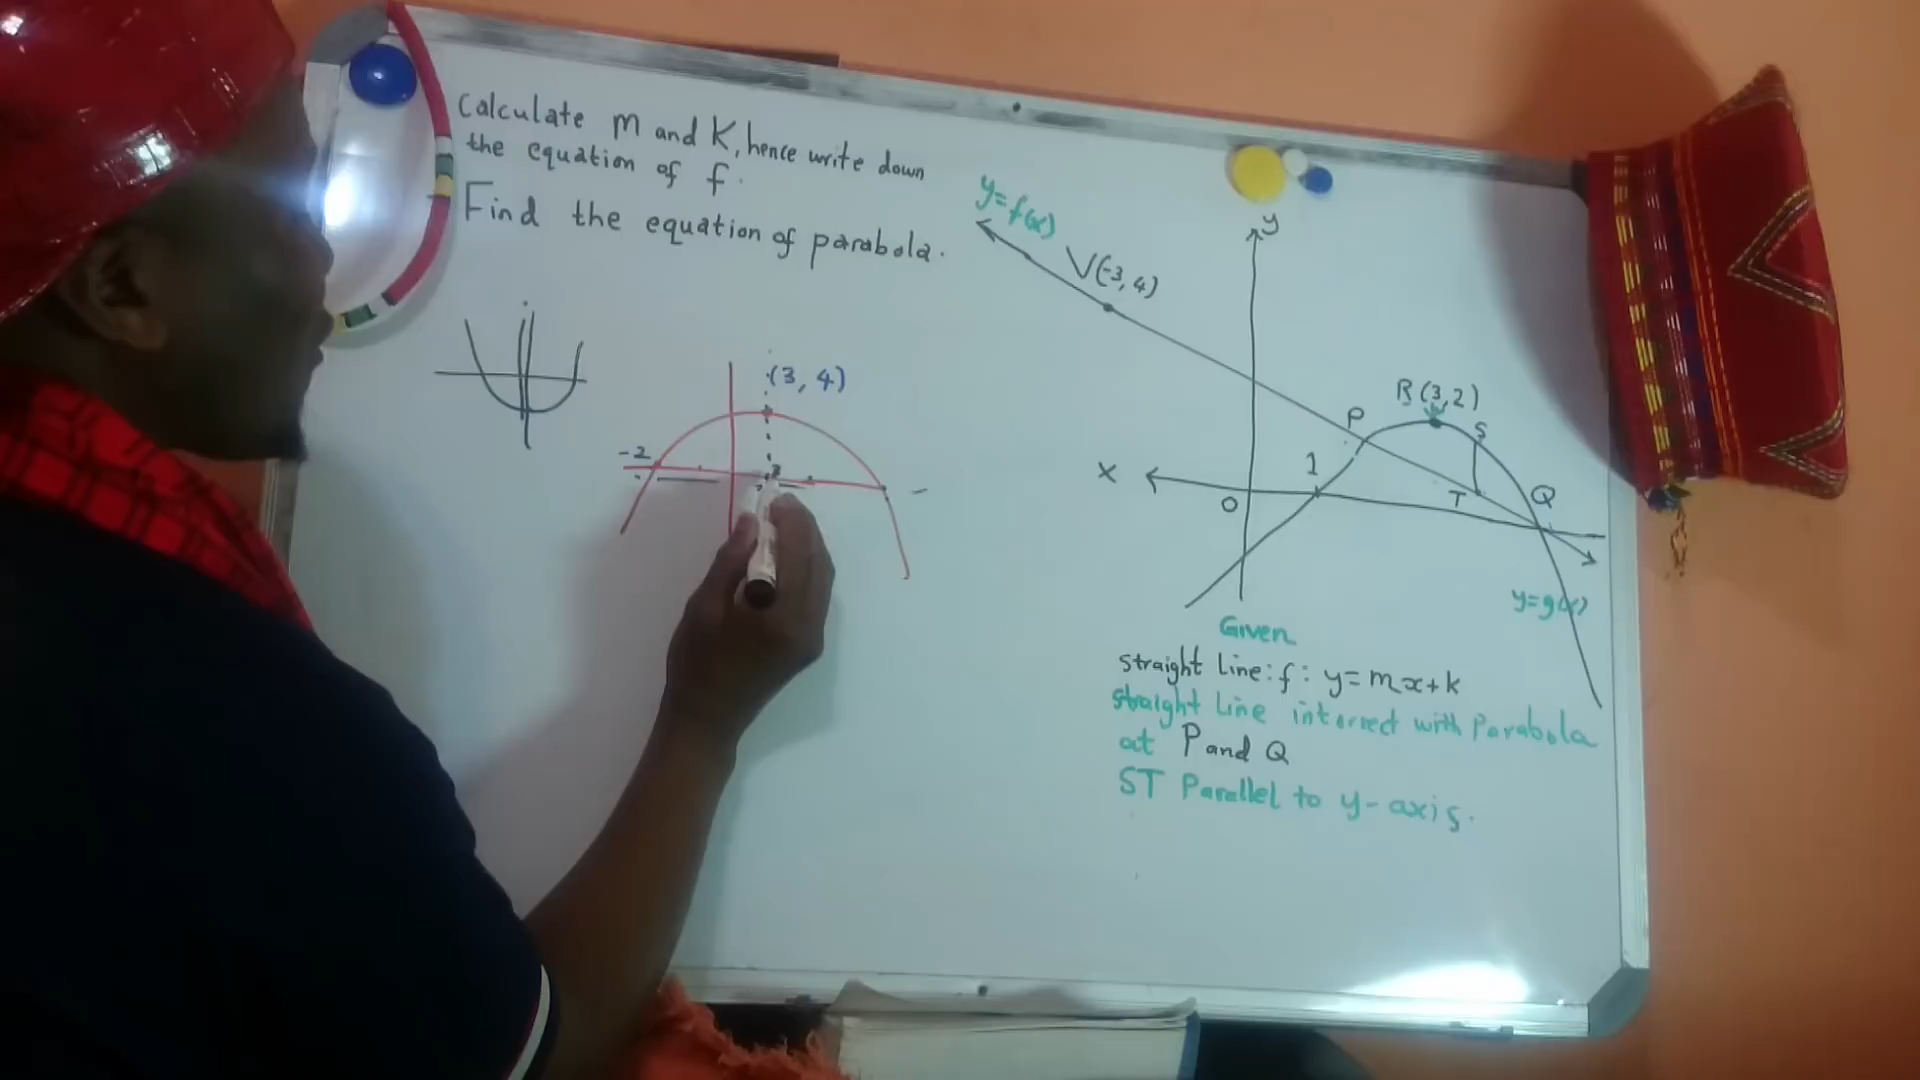 Calculate m and K, hence write down
the equation of f.
Find the equation of parabola.
(3, 4)
-2
3
y=f(x)
V(-3, 4)
y
R(3,2)
P
S
1
X
O
T
Q
y=g(x)
Given
straight Line: f: y=mx+k
straight Line intersect with Parabola
at P and Q
ST Parallel to y-axis.